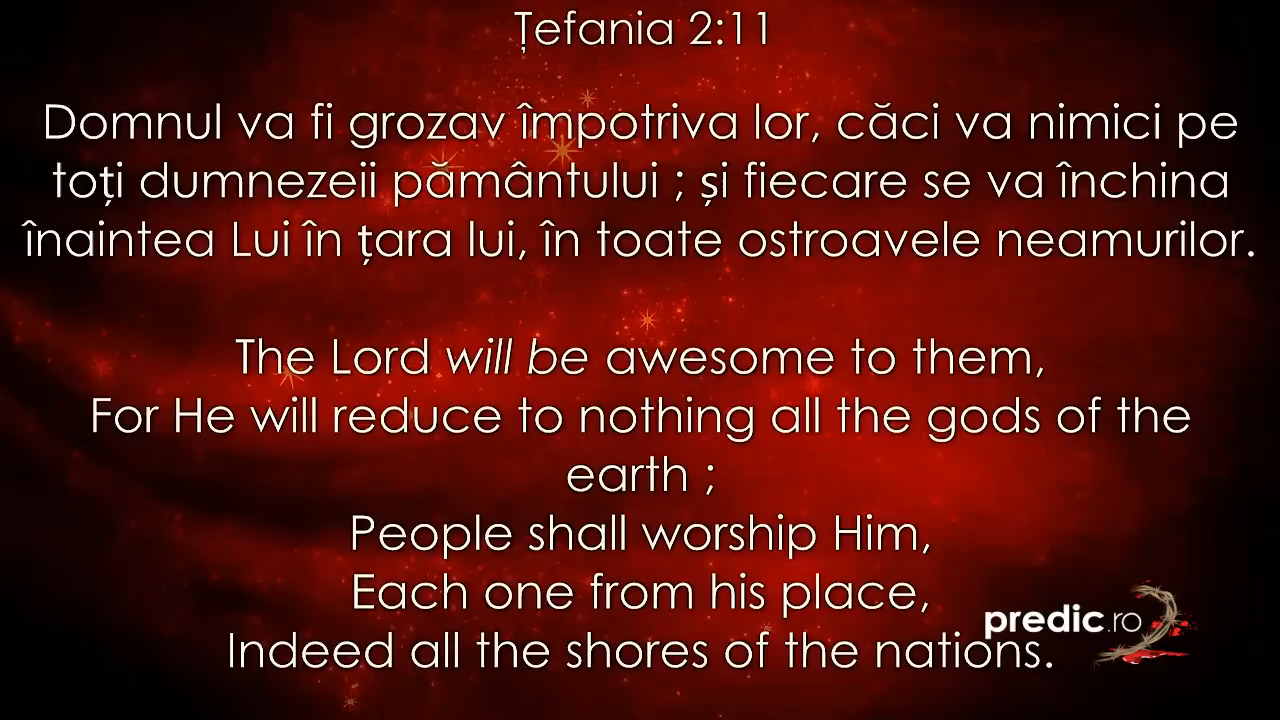 Țefania 2:11
Domnul va fi grozav împotriva lor, căci va nimici pe
toți dumnezeii pământului ; și fiecare se va închina
înaintea Lui în țara lui, în toate ostroavele neamurilor.
The Lord will be awesome to them,
For He will reduce to nothing all the gods of the
earth ;
People shall worship Him,
Each one from his place,
Indeed all the shores of the nations.
predic.ro